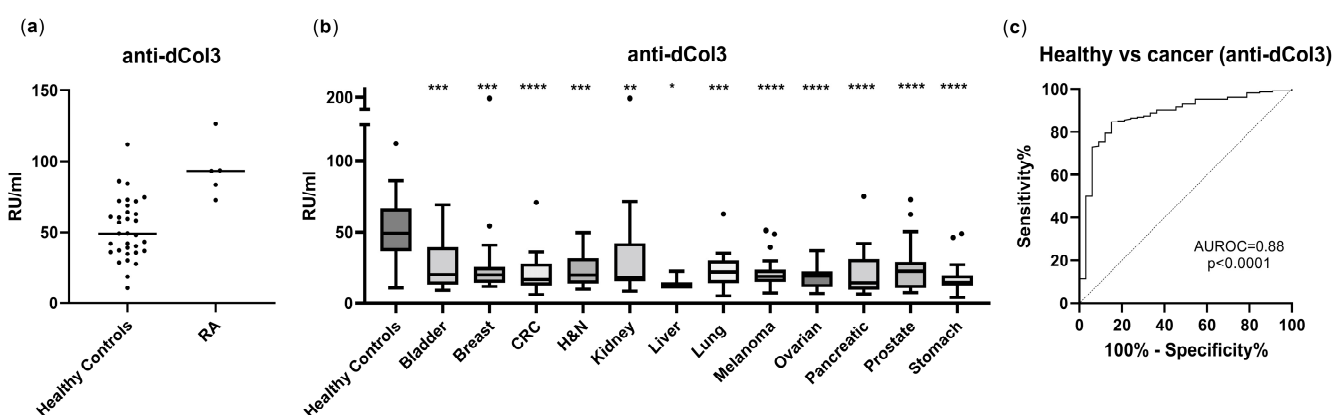 (a)
anti-dCol3
RU/ml
150
100
50
0
Healthy Controls
RA
(b)
anti-dCol3
RU/ml
200
100
50
0
*** *** **** *** ** * *** **** **** **** **** ****
Healthy Controls
Bladder
Breast
CRC
H&N
Kidney
Liver
Lung
Melanoma
Ovarian
Pancreatic
Prostate
Stomach
(c)
Healthy vs cancer (anti-dCol3)
Sensitivity%
100
80
60
40
20
0
AUROC=0.88
p<0.0001
0 20 40 60 80 100
100% - Specificity%